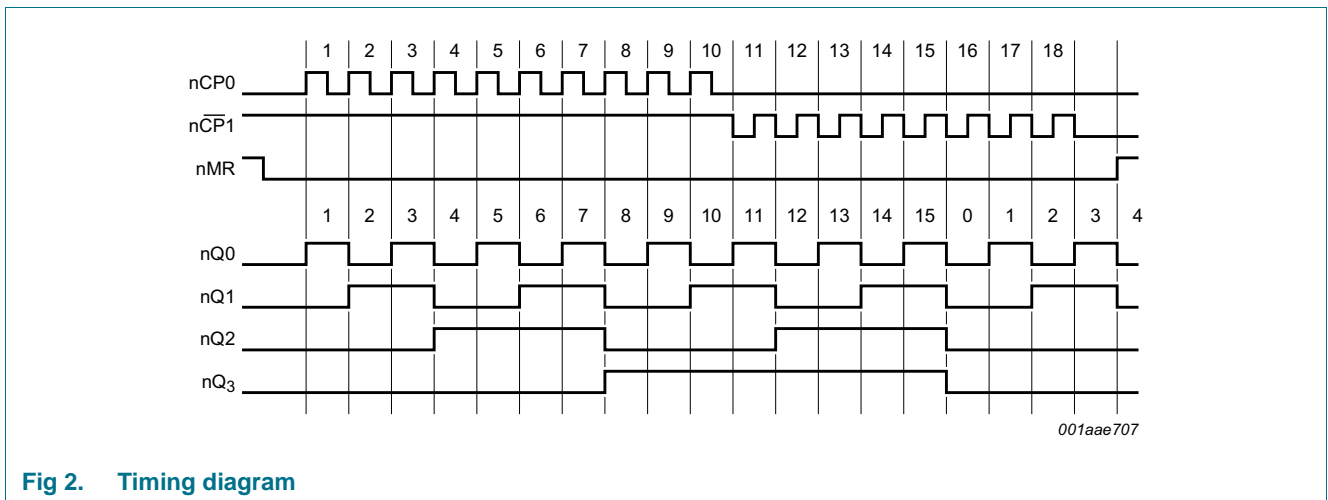 1 2 3 4 5 6 7 8 9 10 11 12 13 14 15 16 17 18
nCP0
nC̅P̅1
nMR
1 2 3 4 5 6 7 8 9 10 11 12 13 14 15 0 1 2 3 4
nQ0
nQ1
nQ2
nQ₃
001aae707
Fig 2. Timing diagram